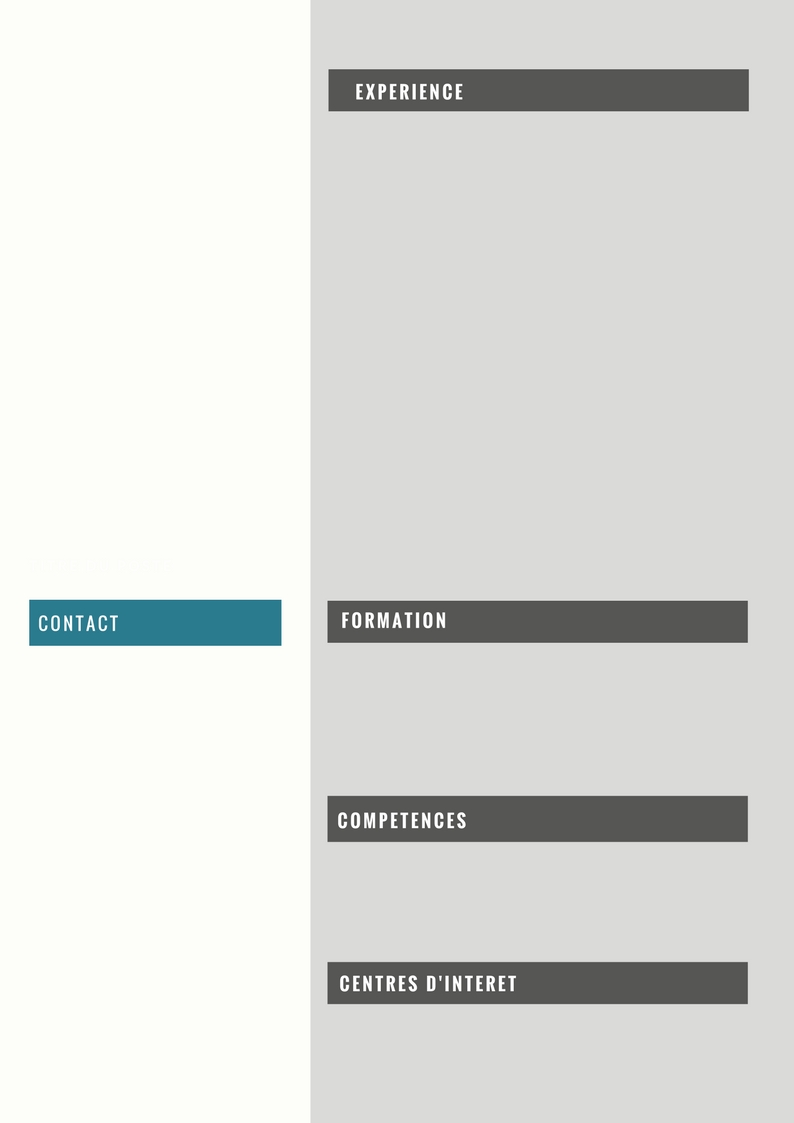 EXPERIENCE
CONTACT
FORMATION
COMPETENCES
CENTRES D'INTERET